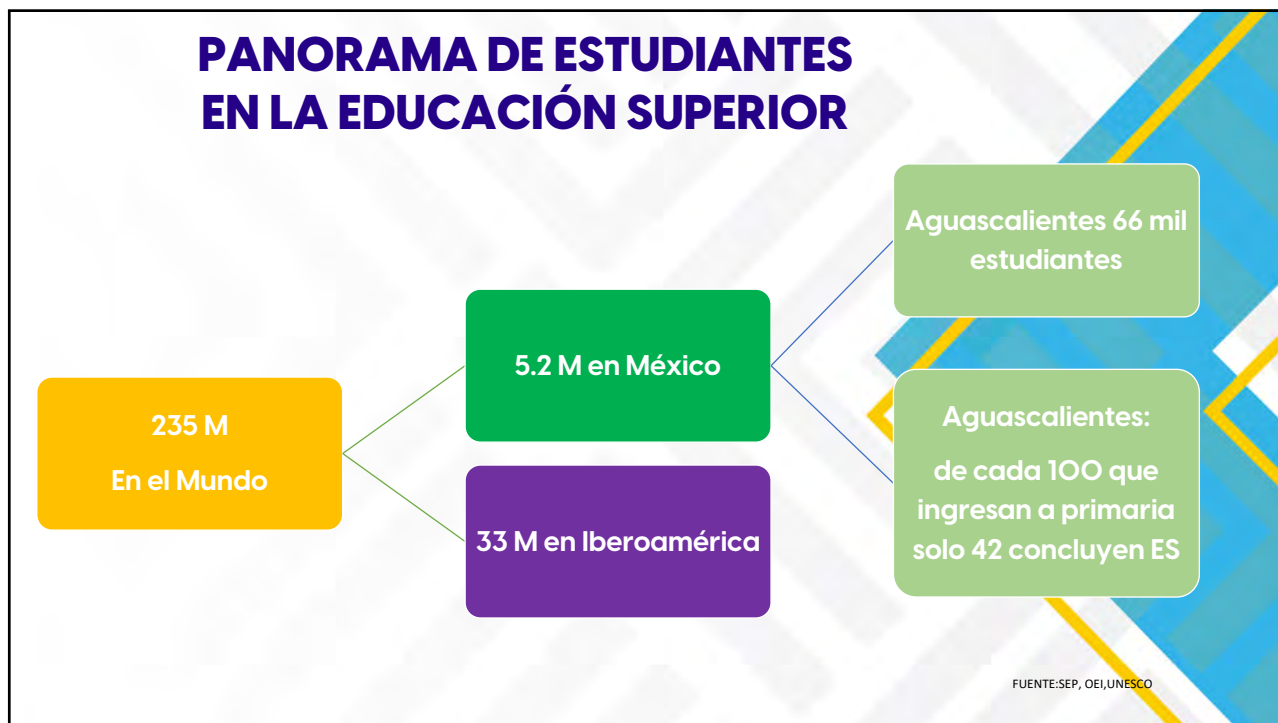 PANORAMA DE ESTUDIANTES
EN LA EDUCACIÓN SUPERIOR
235 M
En el Mundo
5.2 M en México
33 M en Iberoamérica
Aguascalientes 66 mil
estudiantes
Aguascalientes:
de cada 100 que
ingresan a primaria
solo 42 concluyen ES
FUENTE:SEP, OEI,UNESCO